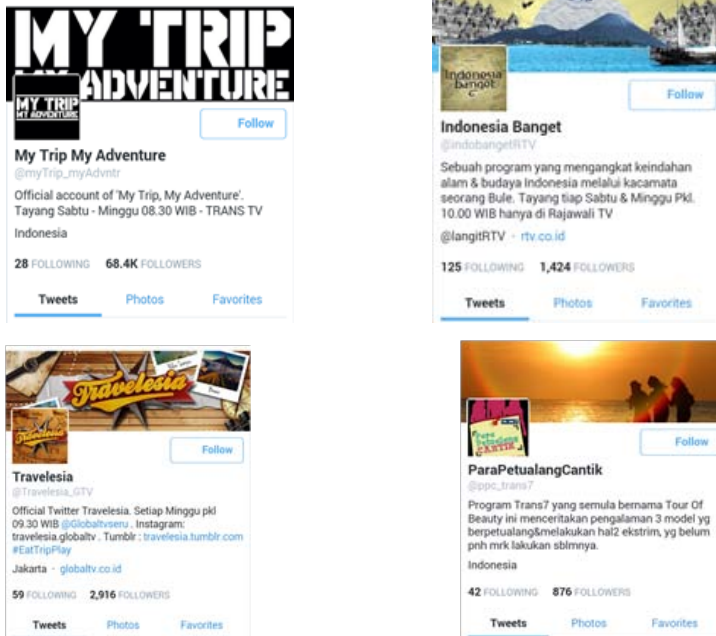 MY TRIP
MY ADVENTURE
MY TRIP
MY ADVENTURE
Follow
My Trip My Adventure
@myTrip_myAdvntr
Official account of 'My Trip, My Adventure'.
Tayang Sabtu - Minggu 08.30 WIB - TRANS TV
Indonesia
28 FOLLOWING 68.4K FOLLOWERS
Tweets Photos Favorites
Indonesia
bangot
Follow
Indonesia Banget
@indobangetRTV
Sebuah program yang mengangkat keindahan
alam & budaya Indonesia melalui kacamata
seorang Bule. Tayang tiap Sabtu & Minggu Pkl.
10.00 WIB hanya di Rajawali TV
@langitRTV · rtv.co.id
125 FOLLOWING 1,424 FOLLOWERS
Tweets Photos Favorites
Travelesia
Travelesia
Follow
Travelesia
@Travelesia_GTV
Official Twitter Travelesia. Setiap Minggu pkl
09.30 WIB @Globaltvseru . Instagram:
travelesia.globaltv . Tumblr : travelesia.tumblr.com
#EatTripPlay
Jakarta · globaltv.co.id
59 FOLLOWING 2,916 FOLLOWERS
Tweets Photos Favorites
Para
Petualang
CANTIK
Follow
ParaPetualangCantik
@ppc_trans7
Program Trans7 yang semula bernama Tour Of
Beauty ini menceritakan pengalaman 3 model yg
berpetualang&melakukan hal2 ekstrim, yg belum
pnh mrk lakukan sblmnya.
Indonesia
42 FOLLOWING 876 FOLLOWERS
Tweets Photos Favorites